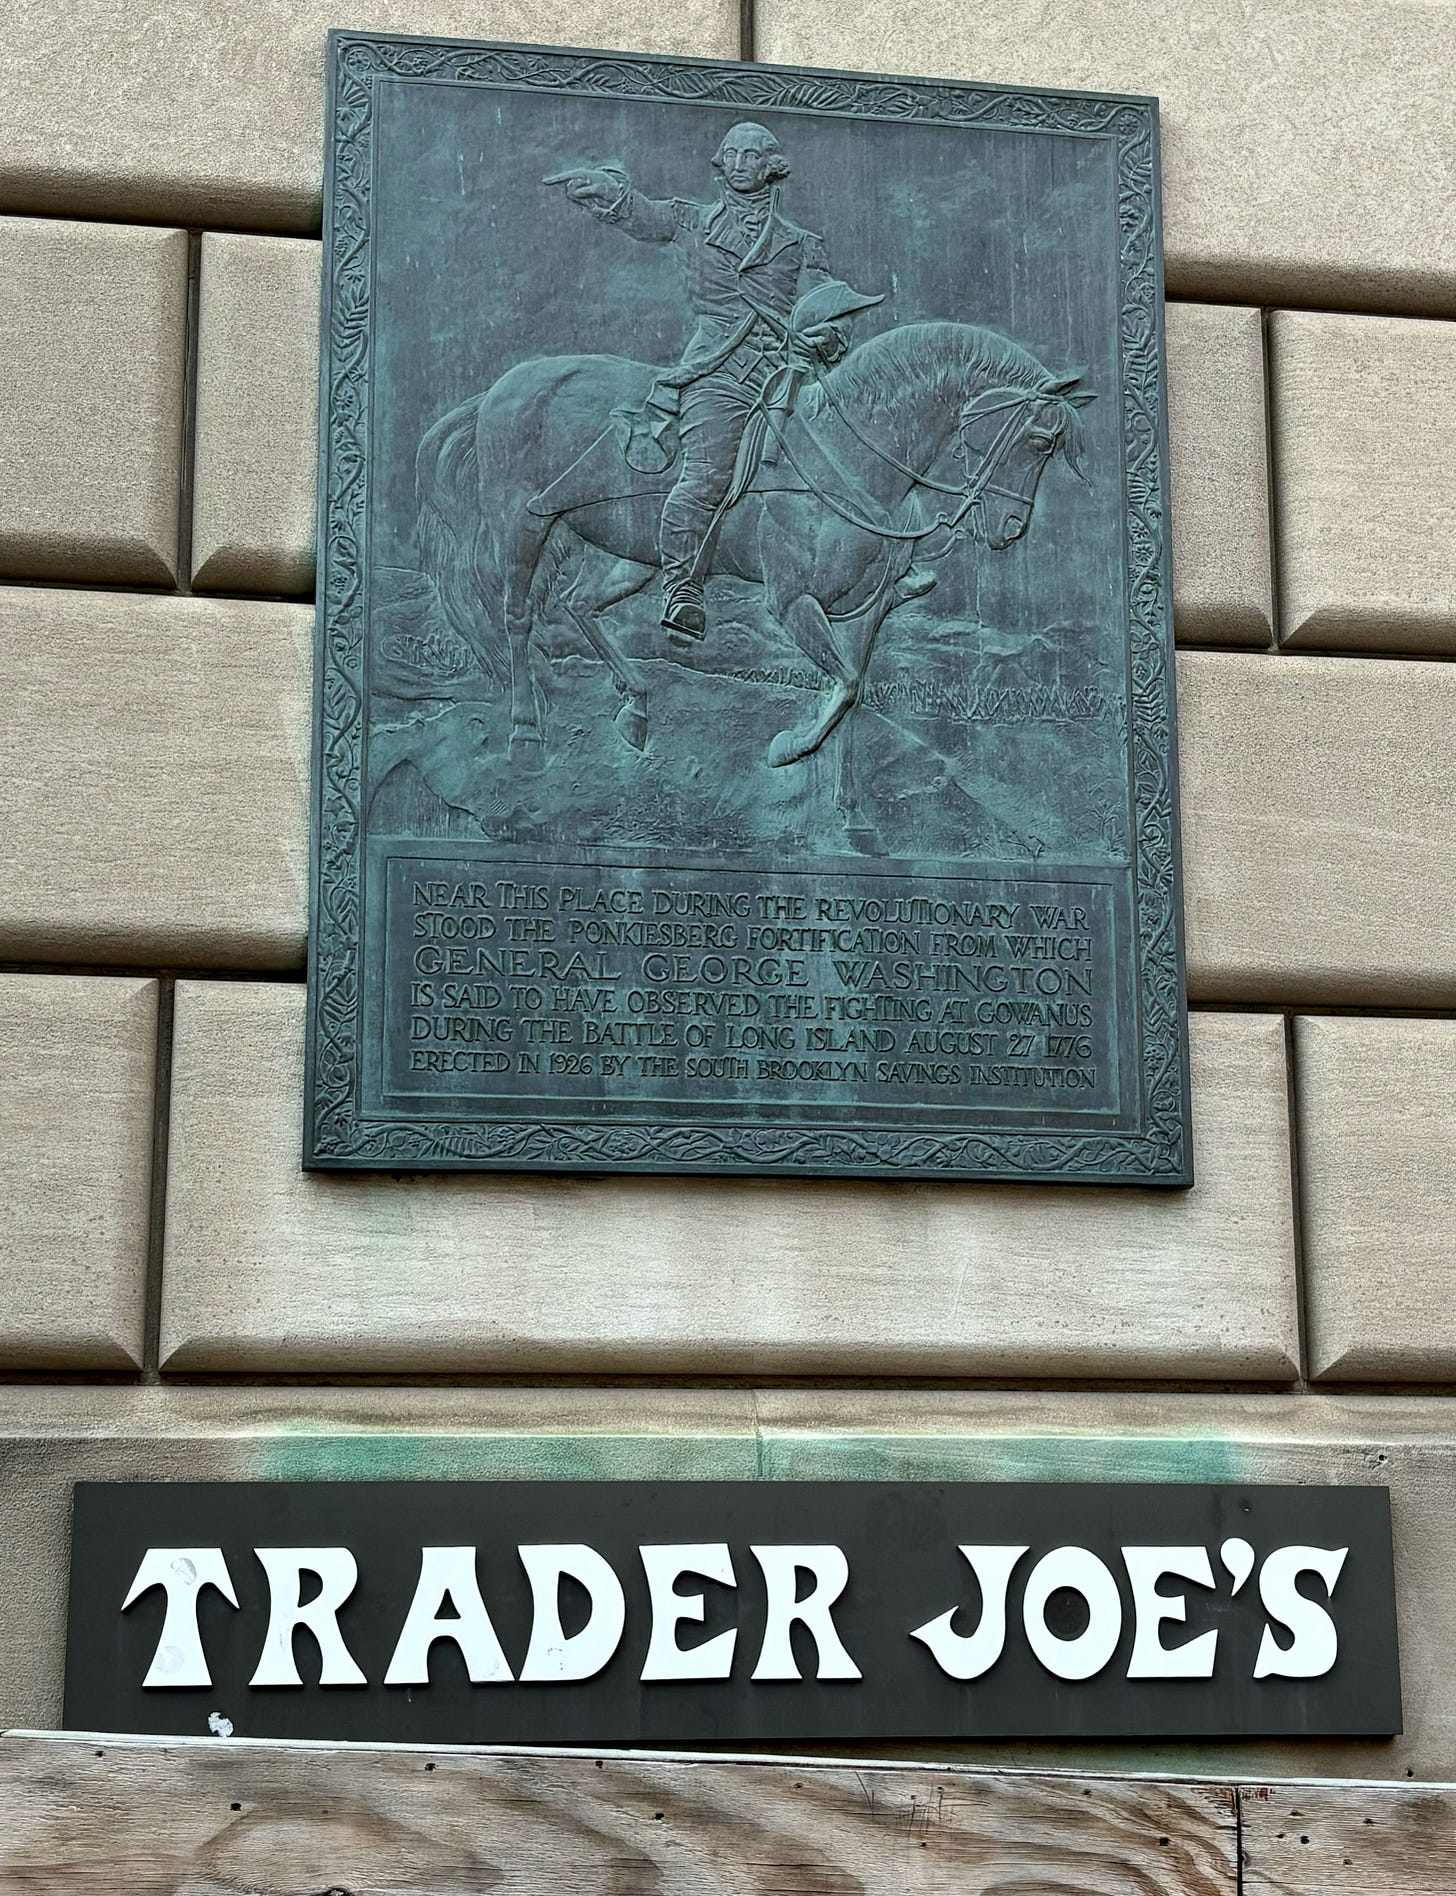 NEAR THIS PLACE DURING THE REVOLUTIONARY WAR
STOOD THE PONKIESBERG FORTIFICATION FROM WHICH
GENERAL GEORGE WASHINGTON
IS SAID TO HAVE OBSERVED THE FIGHTING AT GOWANUS
DURING THE BATTLE OF LONG ISLAND AUGUST 27 1776
ERECTED IN 1926 BY THE SOUTH BROOKLYN SAVINGS INSTITUTION
TRADER JOE'S